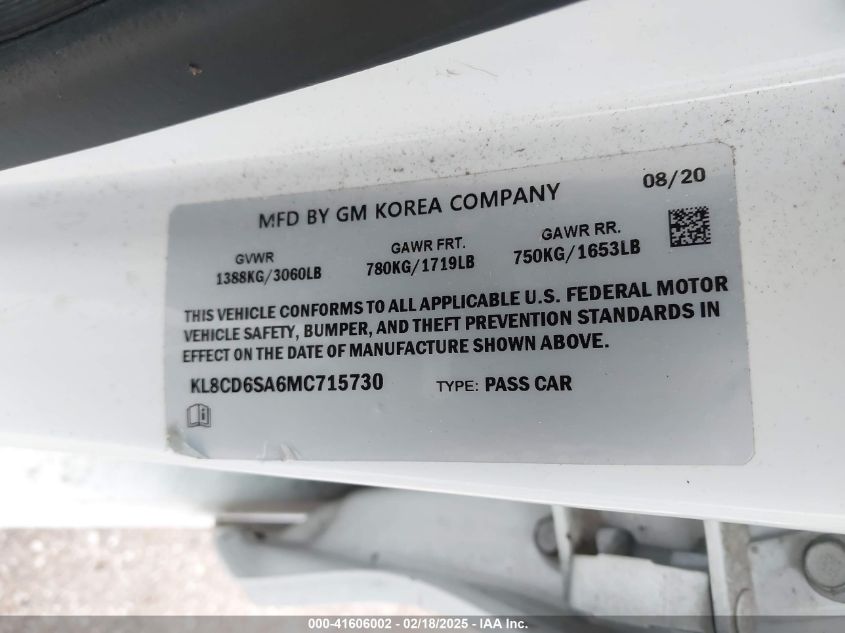 MFD BY GM KOREA COMPANY 08/20
GVWR GAWR FRT. GAWR RR.
1388KG/3060LB 780KG/1719LB 750KG/1653LB
THIS VEHICLE CONFORMS TO ALL APPLICABLE U.S. FEDERAL MOTOR
VEHICLE SAFETY, BUMPER, AND THEFT PREVENTION STANDARDS IN
EFFECT ON THE DATE OF MANUFACTURE SHOWN ABOVE.
KL8CD6SA6MC715730 TYPE: PASS CAR
000-41606002 - 02/18/2025 - IAA Inc.